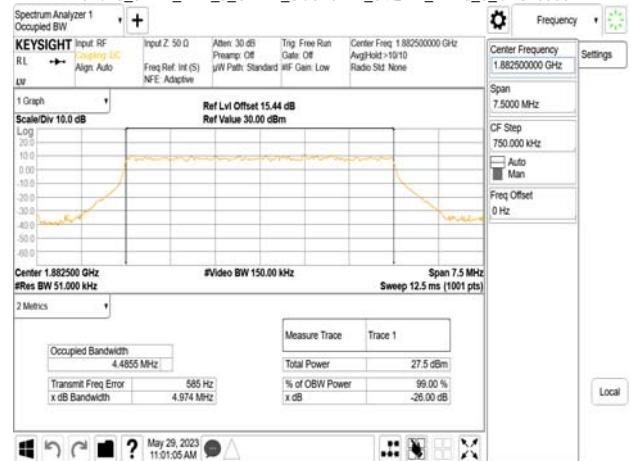 Spectrum Analyzer 1
Occupied BW
Frequency
KEYSIGHT
Input: RF
Coupling: DC
Align: Auto
RL
Input Z: 50 Ω
Freq Ref: Int (S)
NFE: Adaptive
Atten: 30 dB
Preamp: Off
µW Path: Standard
Trig: Free Run
Gate: Off
#IF Gain: Low
Center Freq: 1.882500000 GHz
Avg|Hold:>10/10
Radio Std: None
1 Graph
Scale/Div 10.0 dB
Ref Lvl Offset 15.44 dB
Ref Value 30.00 dBm
Log
20.0
10.0
0.00
-10.0
-20.0
-30.0
-40.0
-50.0
-60.0
Center 1.882500 GHz
#Res BW 51.000 kHz
#Video BW 150.00 kHz
Span 7.5 MHz
Sweep 12.5 ms (1001 pts)
2 Metrics
Measure Trace Trace 1
Occupied Bandwidth
4.4855 MHz
Total Power 27.5 dBm
Transmit Freq Error 585 Hz
% of OBW Power 99.00 %
x dB Bandwidth 4.974 MHz
x dB -26.00 dB
Center Frequency
1.882500000 GHz
Settings
Span
7.5000 MHz
CF Step
750.000 kHz
Auto
Man
Freq Offset
0 Hz
Local
?
May 29, 2023
11:01:05 AM